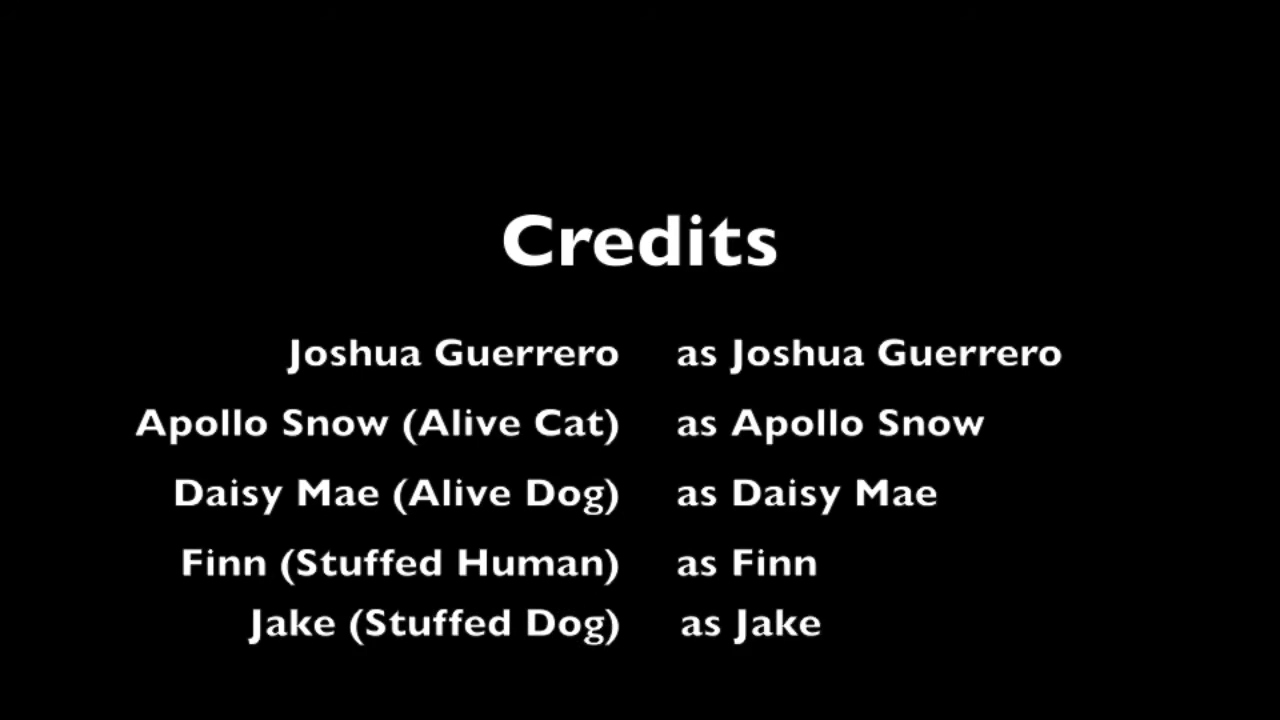 Credits
Joshua Guerrero as Joshua Guerrero
Apollo Snow (Alive Cat) as Apollo Snow
Daisy Mae (Alive Dog) as Daisy Mae
Finn (Stuffed Human) as Finn
Jake (Stuffed Dog) as Jake